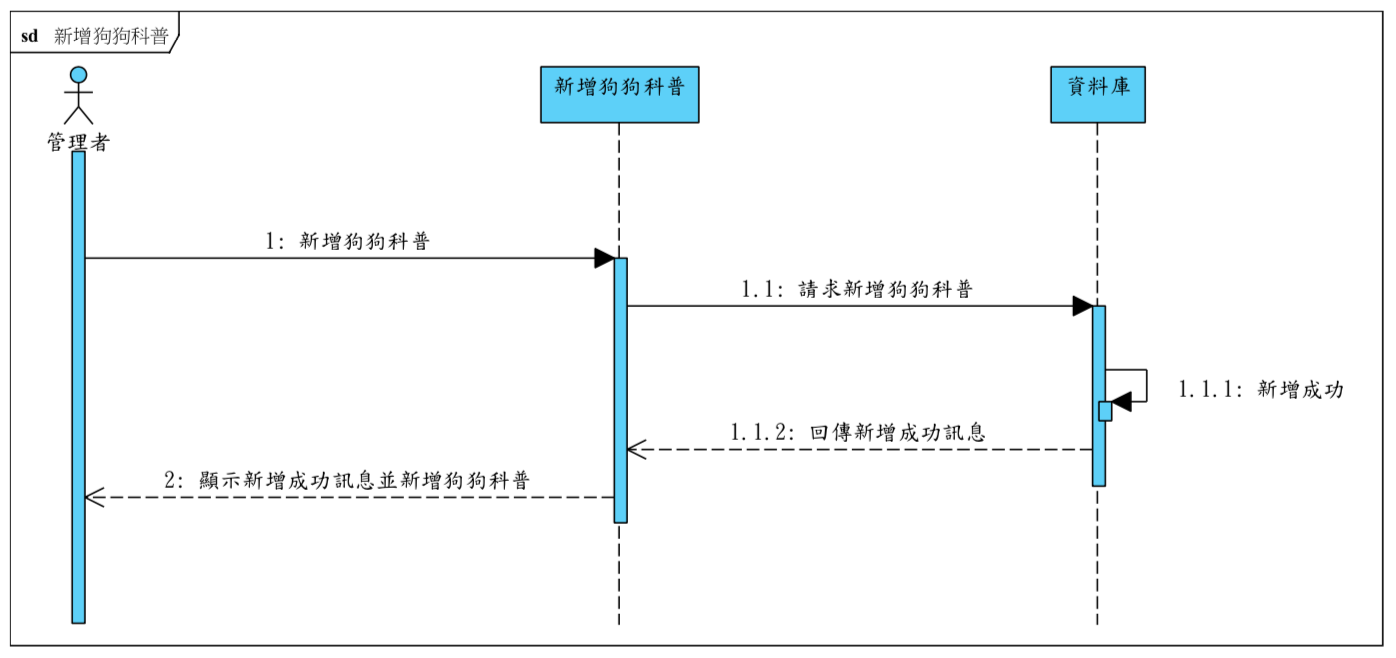 sd 新增狗狗科普
管理者
新增狗狗科普
資料庫
1: 新增狗狗科普
1.1: 請求新增狗狗科普
1.1.1: 新增成功
1.1.2: 回傳新增成功訊息
2: 顯示新增成功訊息並新增狗狗科普